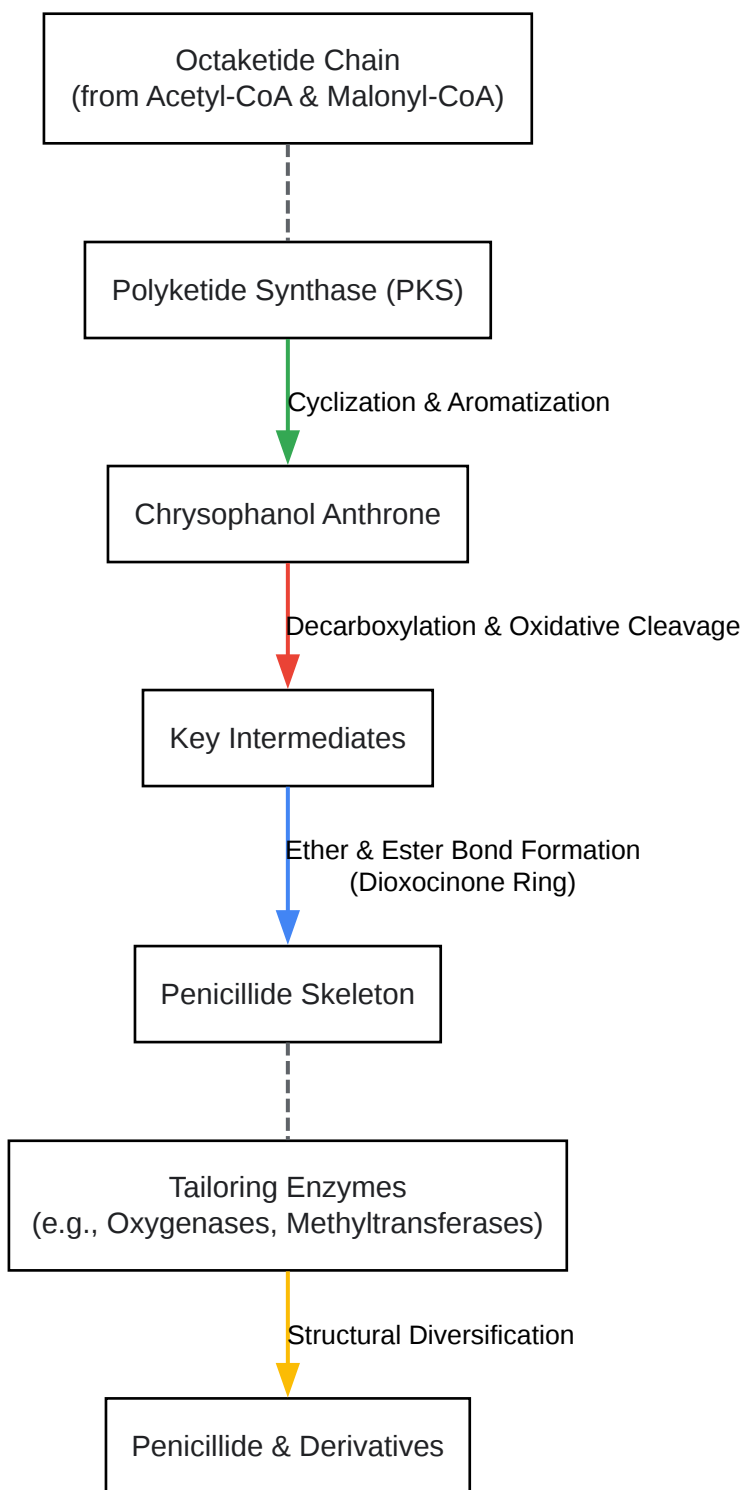 Octaketide Chain
(from Acetyl-CoA & Malonyl-CoA)
Polyketide Synthase (PKS)
Cyclization & Aromatization
Chrysophanol Anthrone
Decarboxylation & Oxidative Cleavage
Key Intermediates
Ether & Ester Bond Formation
(Dioxocinone Ring)
Penicillide Skeleton
Tailoring Enzymes
(e.g., Oxygenases, Methyltransferases)
Structural Diversification
Penicillide & Derivatives